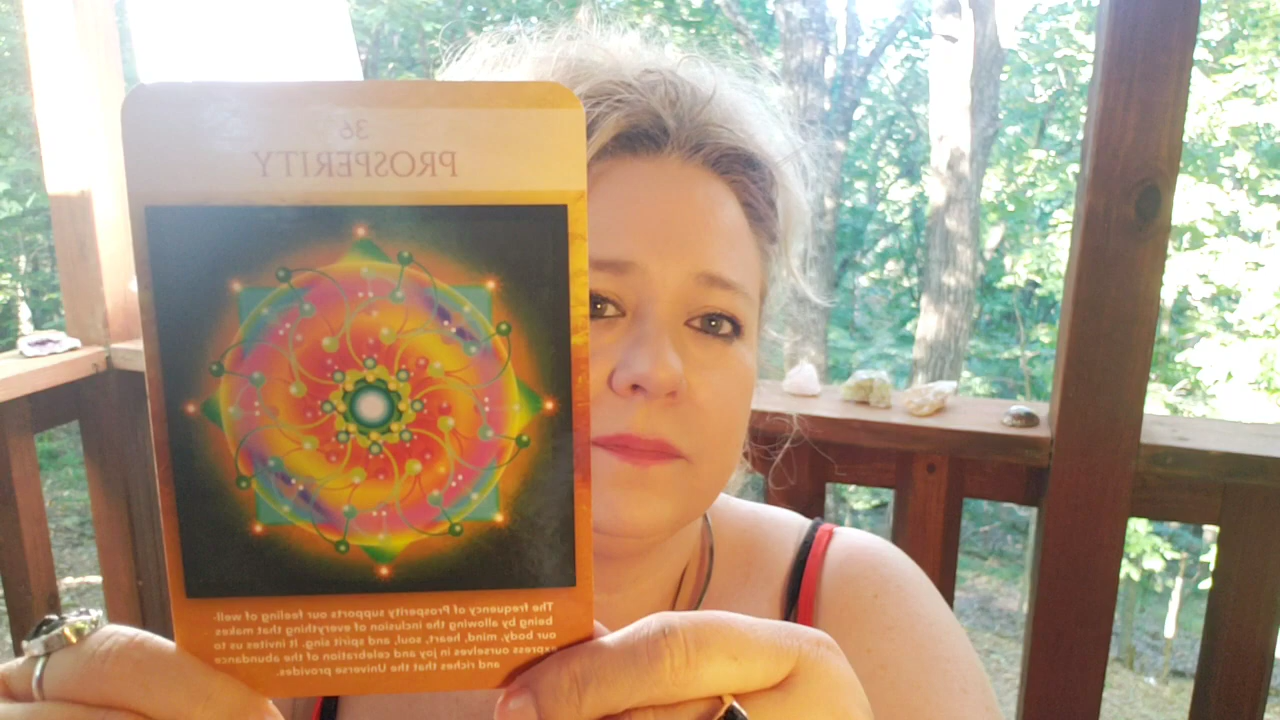 36
PROSPERITY
The frequency of Prosperity supports our feeling of well-
being by allowing the inclusion of everything that makes
our body, mind, heart, soul, and spirit sing. It invites us to
express ourselves in joy and celebration of the abundance
and riches that the Universe provides.